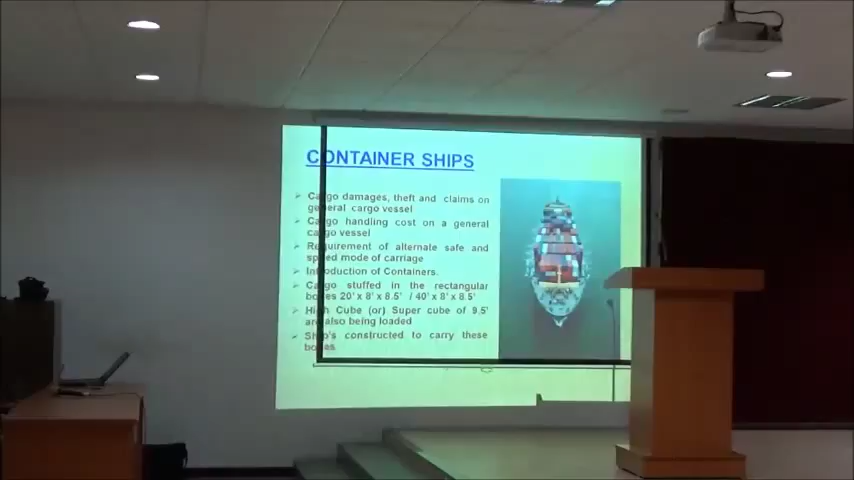 CONTAINER SHIPS
Cargo damages, theft and claims on
general cargo vessel
Cargo handling cost on a general
cargo vessel
Requirement of alternate safe and
speed mode of carriage
Introduction of Containers.
Cargo stuffed in the rectangular
boxes 20' x 8' x 8.5' / 40' x 8' x 8.5'
High Cube (or) Super cube of 9.5'
are also being loaded
Ship's constructed to carry these
boxes